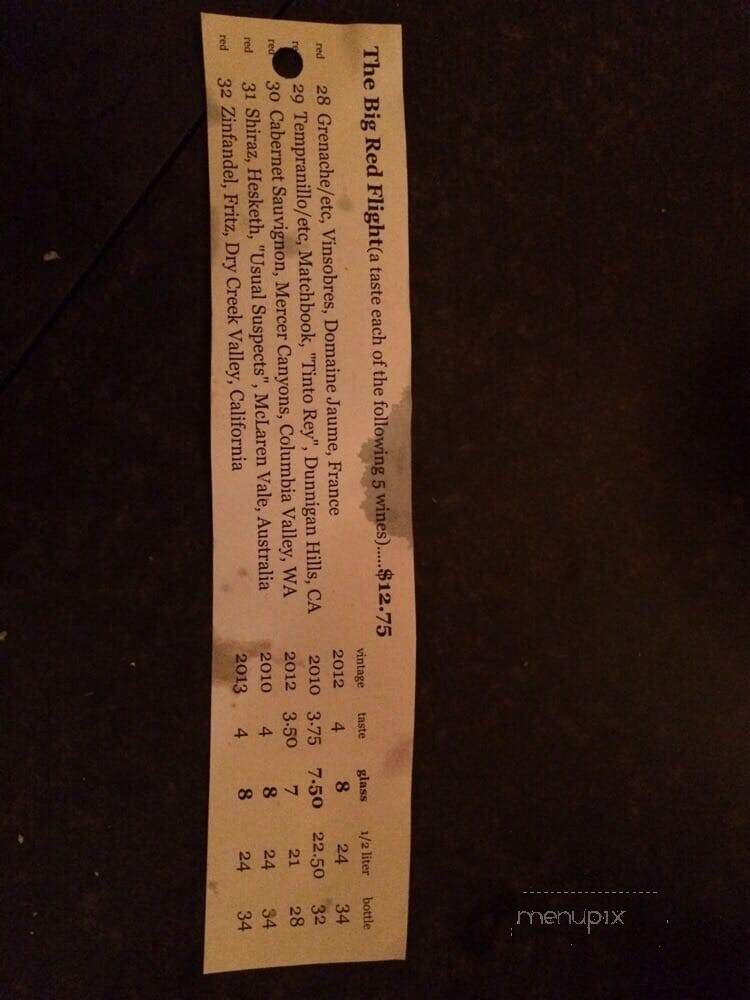 The Big Red Flight(a taste each of the following 5 wines).....$12.75
vintage taste glass 1/2 liter bottle
red 28 Grenache/etc, Vinsobres, Domaine Jaume, France 2012 4 8 24 34
29 Tempranillo/etc, Matchbook, "Tinto Rey", Dunnigan Hills, CA 2010 3.75 7.50 22.50 32
red 30 Cabernet Sauvignon, Mercer Canyons, Columbia Valley, WA 2012 3.50 7 21 28
red 31 Shiraz, Hesketh, "Usual Suspects", McLaren Vale, Australia 2010 4 8 24 34
red 32 Zinfandel, Fritz, Dry Creek Valley, California 2013 4 8 24 34
menupix